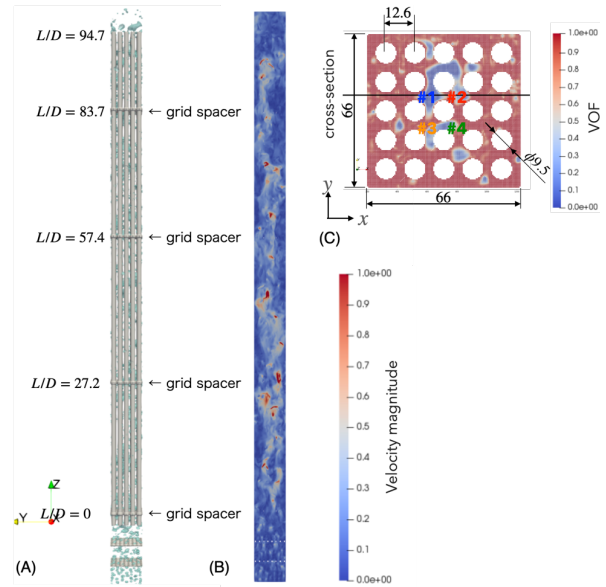 L/D = 94.7
L/D = 83.7
← grid spacer
L/D = 57.4
← grid spacer
L/D = 27.2
← grid spacer
Z
Y
X
L/D = 0
← grid spacer
(A)
(B)
12.6
cross-section
66
#1
#2
#3
#4
ϕ9.5
y
x
66
(C)
1.0e+00
0.9
0.8
0.7
0.6
0.5
0.4
0.3
0.2
0.1
0.0e+00
VOF
1.0e+00
0.9
0.8
0.7
0.6
0.5
0.4
0.3
0.2
0.1
0.0e+00
Velocity magnitude